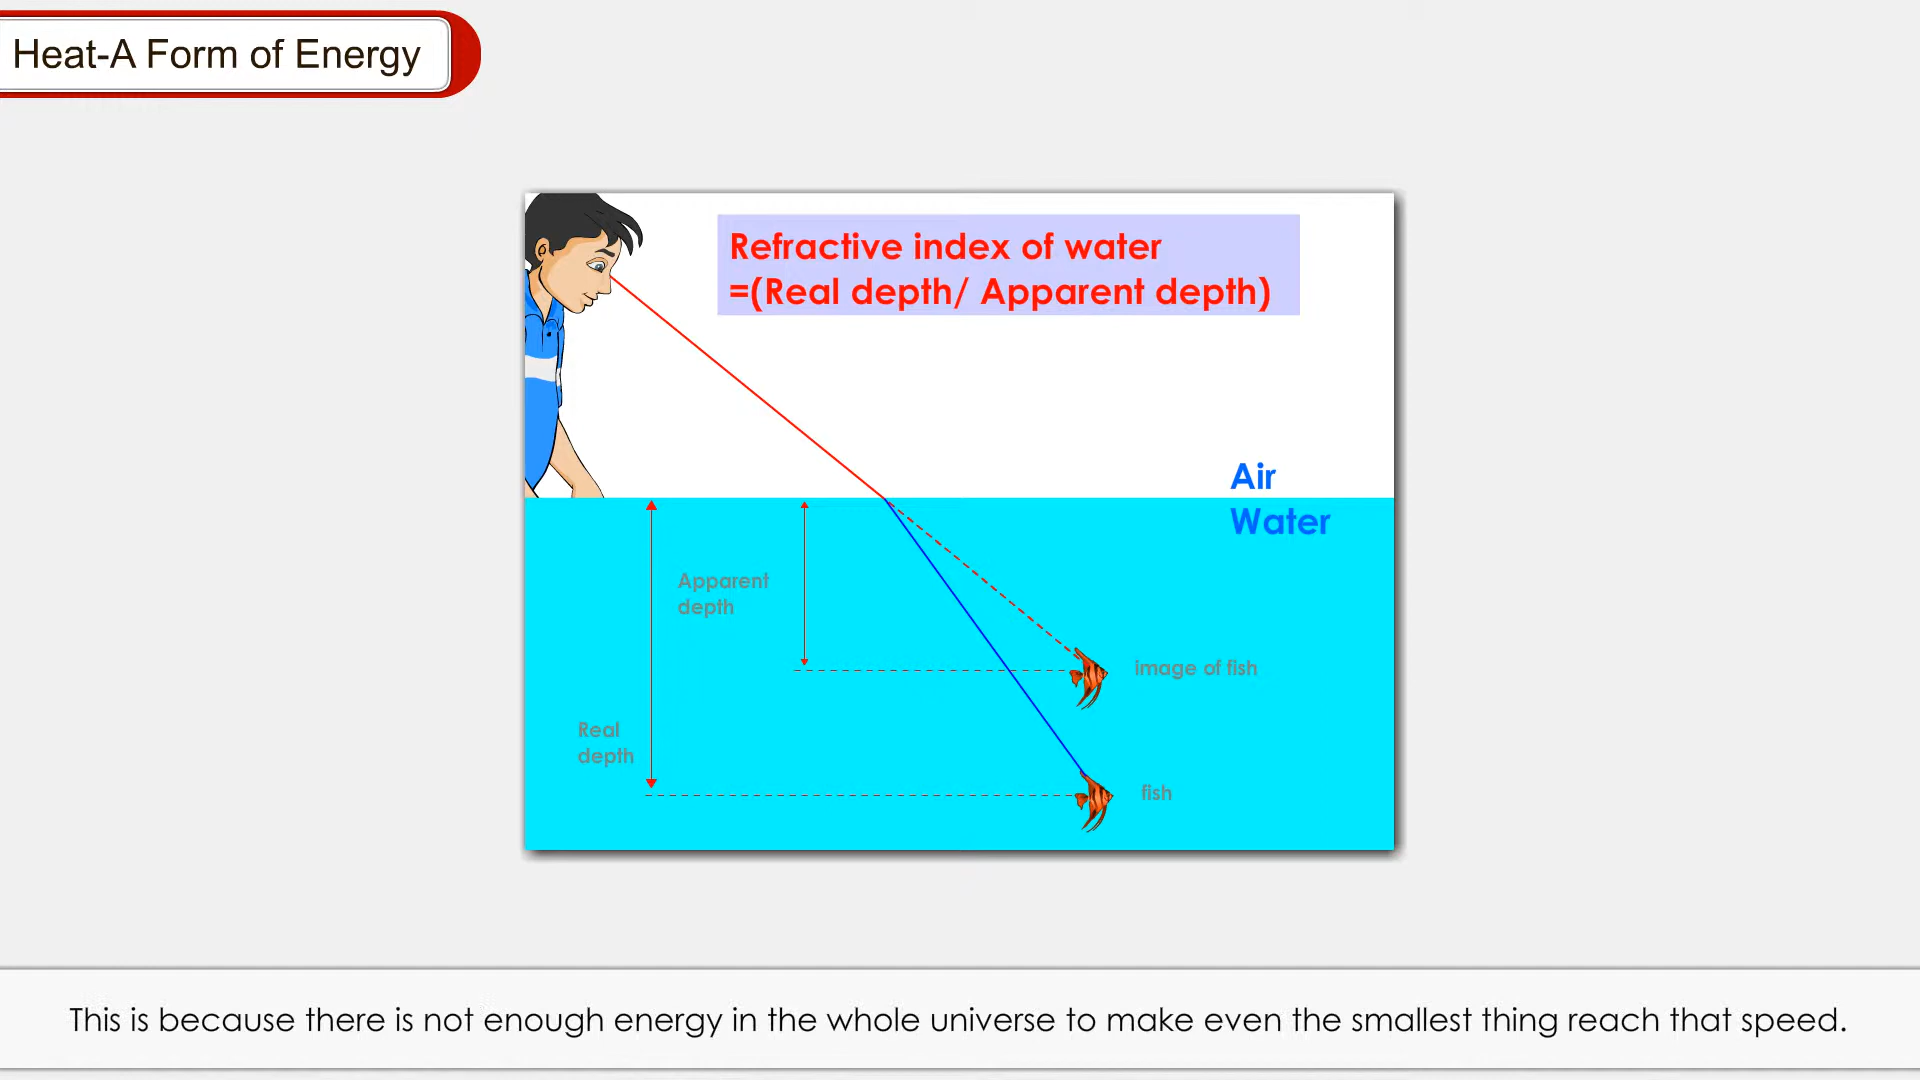 Heat-A Form of Energy
Refractive index of water
=(Real depth/ Apparent depth)
Air
Water
Apparent
depth
image of fish
Real
depth
fish
This is because there is not enough energy in the whole universe to make even the smallest thing reach that speed.